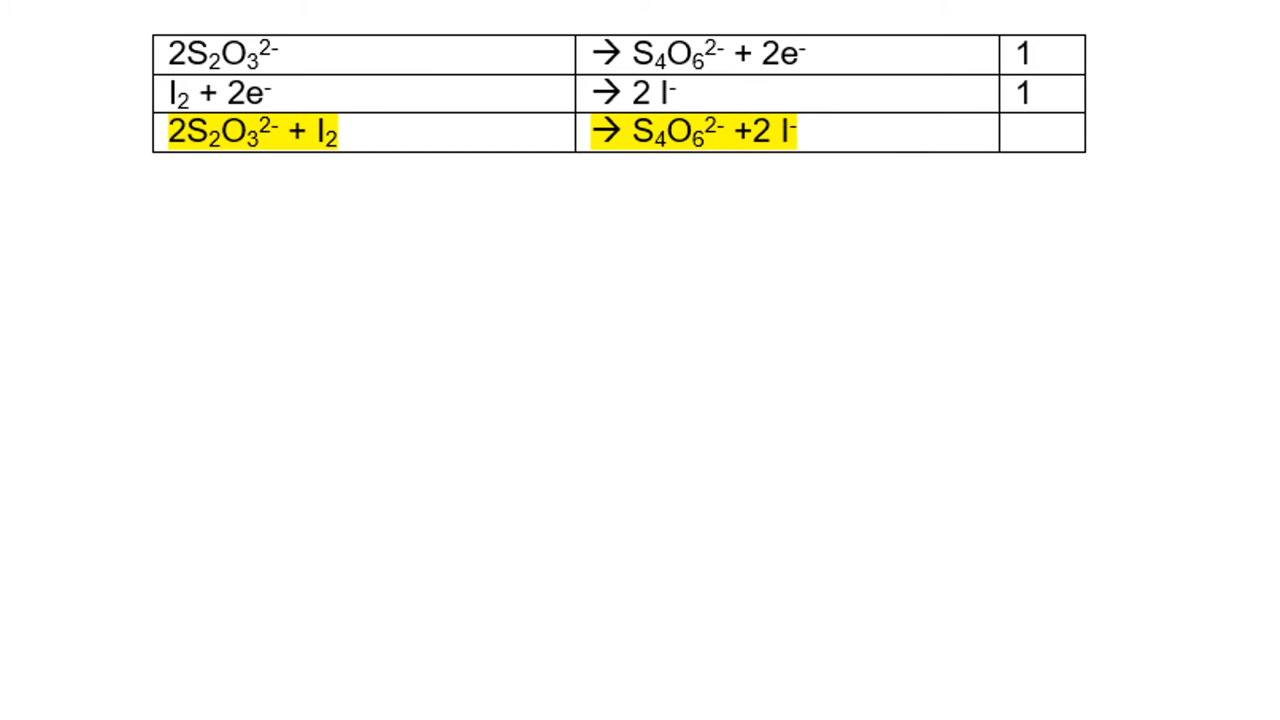 2S₂O₃²⁻ → S₄O₆²⁻ + 2e⁻ 1
I₂ + 2e⁻ → 2 I⁻ 1
2S₂O₃²⁻ + I₂ → S₄O₆²⁻ +2 I⁻